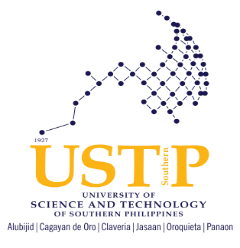 1927
USTP
Southern
UNIVERSITY OF
SCIENCE AND TECHNOLOGY
OF SOUTHERN PHILIPPINES
Alubijid | Cagayan de Oro | Claveria | Jasaan | Oroquieta | Panaon